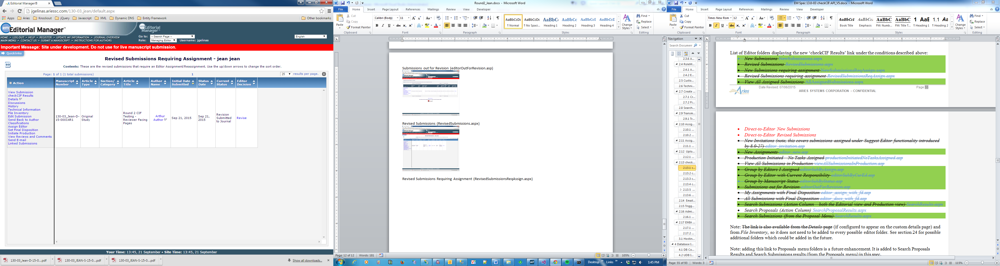 Editorial Manager®
jgelinas.ariessc.com/130-03_jean/default.aspx
Apps Aries Knockout jQuery Javascript XML Dynamic DNS Entity Framework Other bookmarks
em Editorial Manager™
em Editorial Manager™
HOME • LOG OUT • HELP • REGISTER • UPDATE MY INFORMATION • JOURNAL OVERVIEW
MAIN MENU • CONTACT US • SUBMIT A MANUSCRIPT • INSTRUCTIONS FOR AUTHORS
Go to: -- Search Page --
Role: Managing Editor Username: jgelinas
English
Important Message: Site under development. Do not use for live manuscript submission.
Quicklinks
Revised Submissions Requiring Assignment - jean jean
Contents: These are the revised submissions that require an Editor Assignment/Reassignment. Use the up/down arrows to change the sort order.
Page: 1 of 1 (1 total submissions) 1 25 results per page.
Action
Manuscript Number
Article Type
Section/ Category
Article Title
Author Name
Initial Date Submitted
Status Date
Current Status
Editor Decision
View Submission
checkCIF Results
Details
Discussions
History
Technical Information
File Inventory
Edit Submission
Send Back to Author
Classifications
Assign Editor
Set Final Disposition
Initiate Production
View Reviews and Comments
Send E-mail
Linked Submissions
130-03_Jean-D-
15-00014R1
Original
Study
Round 2 CIF
Testing -
Reviewer Facing
Pages
Arthur
Author
Sep 21, 2015
Sep 21,
2015
Revision
Submitted
to Journal
Revise
Your Time: 13:45, 21 September • Site Time: 13:45, 21 September
130-03_Jean-D-15-0....pdf
130-03_JEAN-S-15-0....pdf
130-03_JEAN-S-15-0....pdf
Show all downloads...
Round2_Jean.docx - Microsoft Word
File Home Insert Page Layout References Mailings Review View Developer
Paste
Cut
Copy
Format Painter
Calibri (Body) 11
AaBbCcDc AaBbCcDc AaBbC AaBbCc AaBbCcI AaBbCcI
¶ Normal ¶ No Spaci... Heading 1 Heading 2 Heading 3 Heading 4
Change Styles
Find
Replace
Select
Clipboard Font Paragraph Styles Editing
Submissions out for Revision (editorOutForRevision.asp)
Revised Submissions (RevisedSubmissions.aspx)
Revised Submissions Requiring Assignment (RevisedSubmissionsReqAssign.aspx)
Page: 12 of 12 Words: 181 105%
Desktop Links 1:45 PM
EM Spec 13.0-03 checkCIF API_V5.docx - Microsoft Word
File Home Insert Page Layout References Mailings Review View Developer
Paste
Cut
Copy
Format Painter
Times New Rom 12
Book Title Emphasis FM: Numb... FM: Title T... ¶ Heading 1 ¶ Heading 2
Change Styles
Find
Replace
Select
Clipboard Font Paragraph Styles Editing
Navigation
Search Documen
2.3.6 A...
2.4 RoleM...
2.4.1 A...
2.4.2 E...
2.5 Custo...
2.6 Techni...
2.7 Create ...
2.7.1 Cr...
2.7.2 Fi...
2.8 Search...
2.9 Transm...
2.9.1 Tr...
2.10 Assig...
2.10.1 ...
2.10.2 ...
2.11 Assig...
2.11.1 ...
2.12 Uplo...
2.12.1 ...
2.13 check...
2.13.1 c...
2.13.2 c...
2.13.3 c...
2.13.4 c...
2.13.5 ...
2.13.6 ...
2.14 Email...
2.15 Trigg...
2.16 Admi...
2.16.1 ...
2.17 EMIA ...
2.17.1 ...
2.17.2 ...
3.1 Hostin...
4 Database I...
4.1 DB Co...
4.2 UDB I...
List of Editor folders displaying the new ‘checkCIF Results’ link under the conditions described above:
• New Submissions NewSubmissions.aspx
• Revised Submissions RevisedSubmissions.aspx
• New Submissions requiring assignment NewSubmissionsReqAssign.aspx
• Revised Submissions requiring assignment RevisedSubmissionsReqAssign.aspx
• View All Assigned Submissions AllAssignedSubmissions.aspx
Aries
Date Revised: 07/06/2015 Page 55
ARIES SYSTEMS CORPORATION – CONFIDENTIAL
• Direct-to-Editor New Submissions
• Direct-to-Editor Revised Submissions
• New Invitations (note, this covers submissions assigned under Suggest Editor functionality introduced
by 8.0-27) editor_invitation.asp
• New Assignments editor_new.asp
• Production Initiated – No Tasks Assigned productionInitiatedNoTasksAssigned.asp
• View All Submissions in Production viewAllSubmissionsInProduction.asp
• Group by Editors I Assigned editorSubByAssign.asp
• Group by Editor with Current Responsibility editorSubByCurEd.asp
• Group by Manuscript Status editorSubByStatus.asp
• Submissions out for Revision editorOutForRevision.asp
• My Assignments with Final Disposition editor_assign_with_fd.asp
• All Submissions with Final Disposition editor_docs_with_fd.asp
• Search Submissions (Action Column – both the Editorial view and Production view) SearchResults.aspx
• Search Proposals (Action Column) SearchProposalResults.aspx
• Search Submissions (from the Proposal Menu) SearchResults.aspx
Note: The link is also available from the Details page (if configured to appear on the custom details page) and
from File Inventory, so it does not need to be added to every possible editor folder. See section 24 for possible
additional folders which could be added in the future.
Note: adding this link to Proposals menu folders is a future enhancement. It is added to Search Proposals
Results and Search Submissions results (from the Proposals menu) in this spec.
Page: 55 of 93 Words: 3 115%